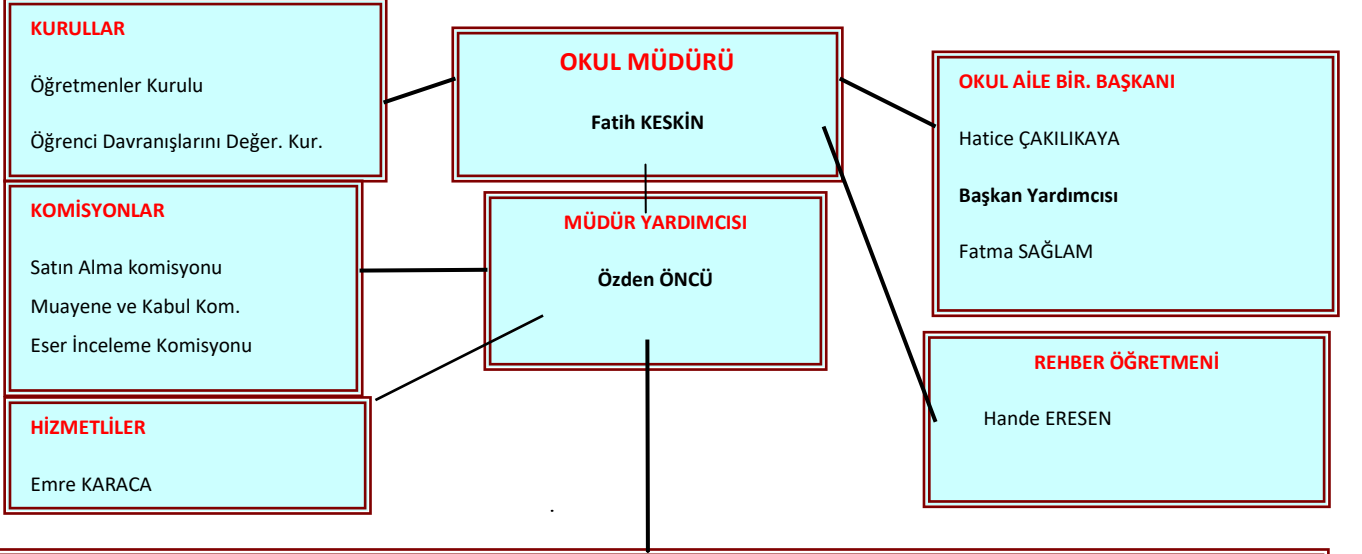 KURULLAR
Öğretmenler Kurulu
Öğrenci Davranışlarını Değer. Kur.
KOMİSYONLAR
Satın Alma komisyonu
Muayene ve Kabul Kom.
Eser İnceleme Komisyonu
HİZMETLİLER
Emre KARACA
OKUL MÜDÜRÜ
Fatih KESKİN
MÜDÜR YARDIMCISI
Özden ÖNCÜ
OKUL AİLE BİR. BAŞKANI
Hatice ÇAKILIKAYA
Başkan Yardımcısı
Fatma SAĞLAM
REHBER ÖĞRETMENİ
Hande ERESEN
.